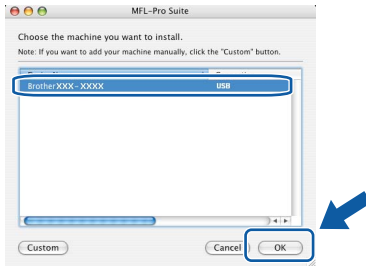 MFL-Pro Suite
Choose the machine you want to install.
Note: If you want to add your machine manually, click the "Custom" button.
BrotherXXX-XXXX USB
Custom Cancel OK